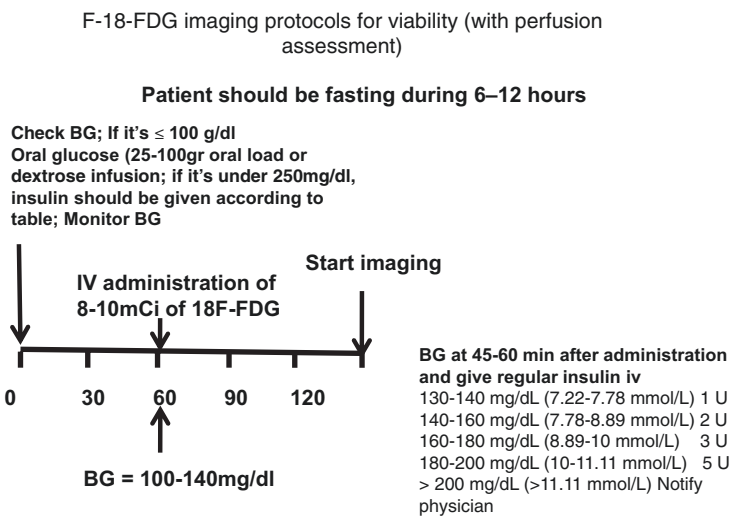 F-18-FDG imaging protocols for viability (with perfusion
assessment)
Patient should be fasting during 6–12 hours
Check BG; If it's ≤ 100 g/dl
Oral glucose (25-100gr oral load or
dextrose infusion; if it's under 250mg/dl,
insulin should be given according to
table; Monitor BG
IV administration of
8-10mCi of 18F-FDG
Start imaging
0 30 60 90 120
BG = 100-140mg/dl
BG at 45-60 min after administration
and give regular insulin iv
130-140 mg/dL (7.22-7.78 mmol/L) 1 U
140-160 mg/dL (7.78-8.89 mmol/L) 2 U
160-180 mg/dL (8.89-10 mmol/L) 3 U
180-200 mg/dL (10-11.11 mmol/L) 5 U
> 200 mg/dL (>11.11 mmol/L) Notify
physician